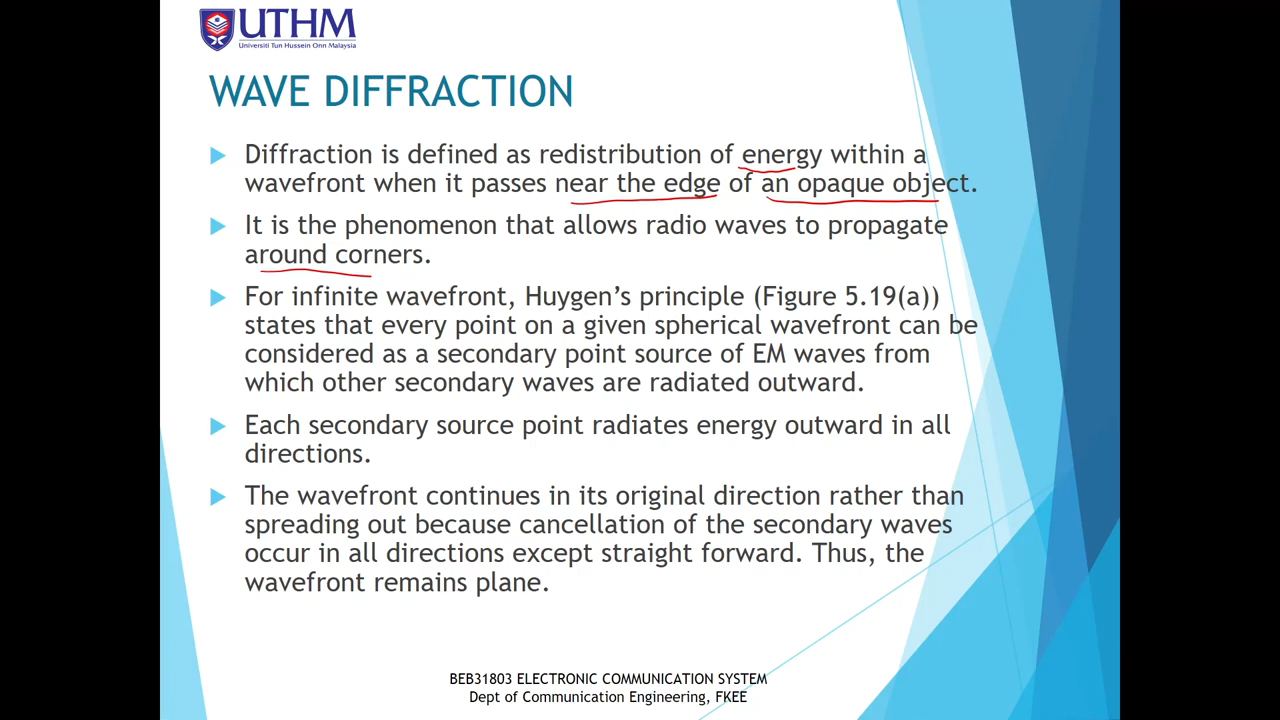 UTHM
Universiti Tun Hussein Onn Malaysia
WAVE DIFFRACTION
Diffraction is defined as redistribution of energy within a
wavefront when it passes near the edge of an opaque object.
It is the phenomenon that allows radio waves to propagate
around corners.
For infinite wavefront, Huygen’s principle (Figure 5.19(a))
states that every point on a given spherical wavefront can be
considered as a secondary point source of EM waves from
which other secondary waves are radiated outward.
Each secondary source point radiates energy outward in all
directions.
The wavefront continues in its original direction rather than
spreading out because cancellation of the secondary waves
occur in all directions except straight forward. Thus, the
wavefront remains plane.
BEB31803 ELECTRONIC COMMUNICATION SYSTEM
Dept of Communication Engineering, FKEE